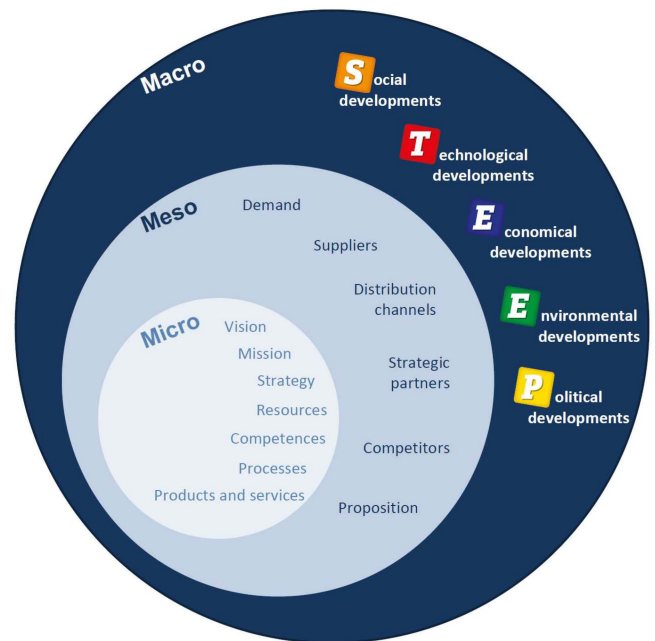 Macro
Social
developments
Technological
developments
Economical
developments
Environmental
developments
Political
developments
Meso
Demand
Suppliers
Distribution
channels
Strategic
partners
Competitors
Proposition
Micro
Vision
Mission
Strategy
Resources
Competences
Processes
Products and services